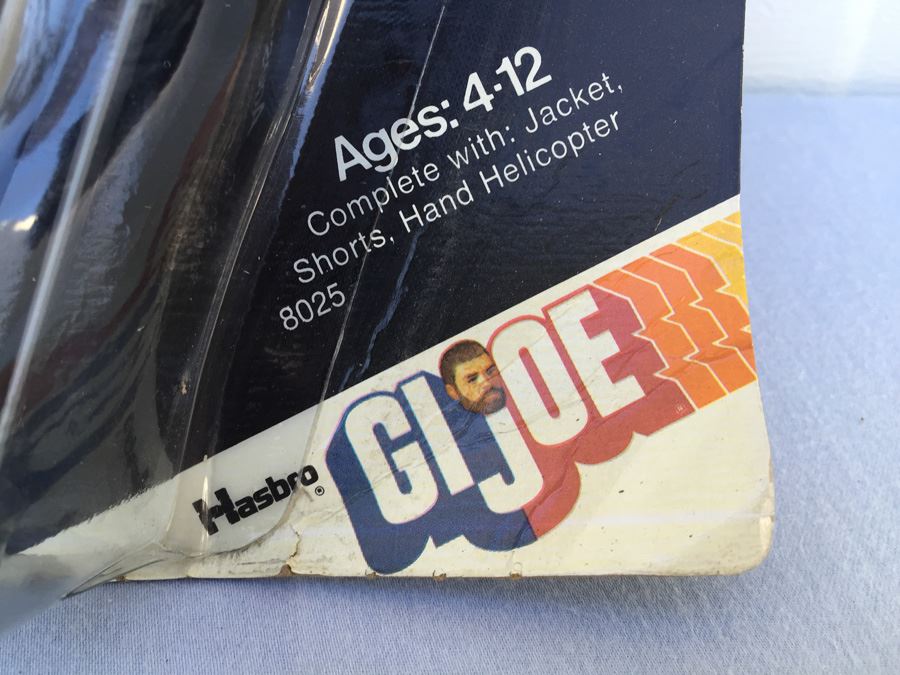 Ages: 4-12
Complete with: Jacket,
Shorts, Hand Helicopter
8025
Hasbro®
GI JOE